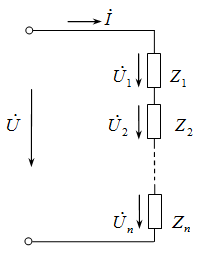 İ
U̇₁ Z₁
U̇ U̇₂ Z₂
U̇ₙ Zₙ